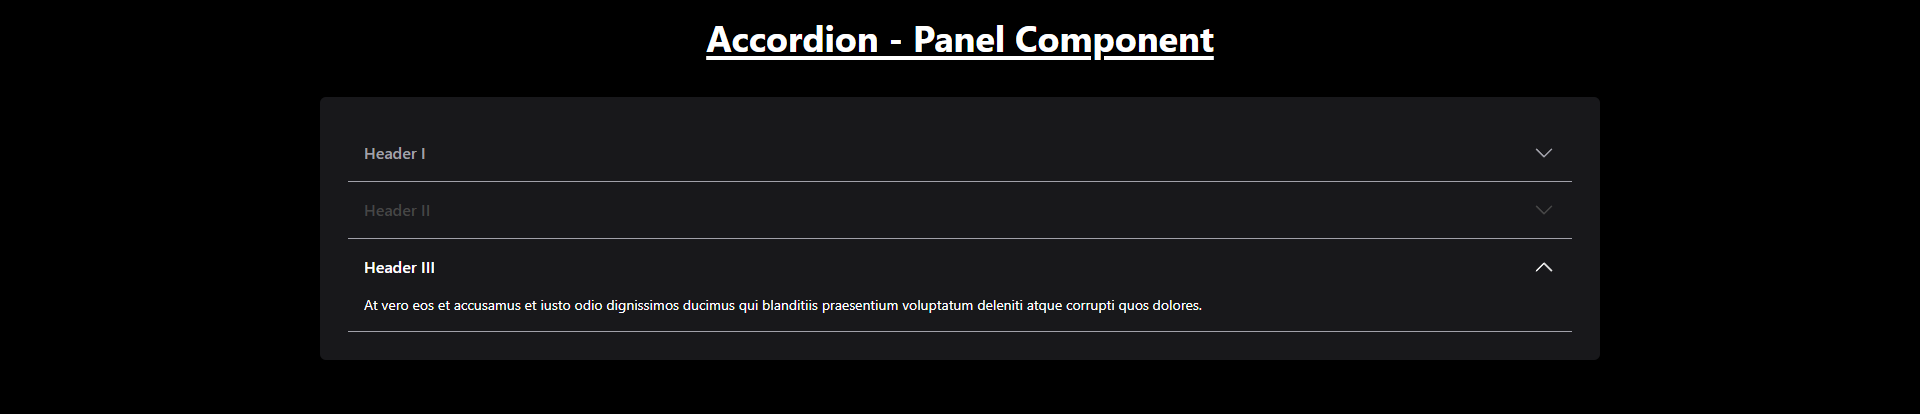 Accordion - Panel Component
Header I
Header II
Header III
At vero eos et accusamus et iusto odio dignissimos ducimus qui blanditiis praesentium voluptatum deleniti atque corrupti quos dolores.